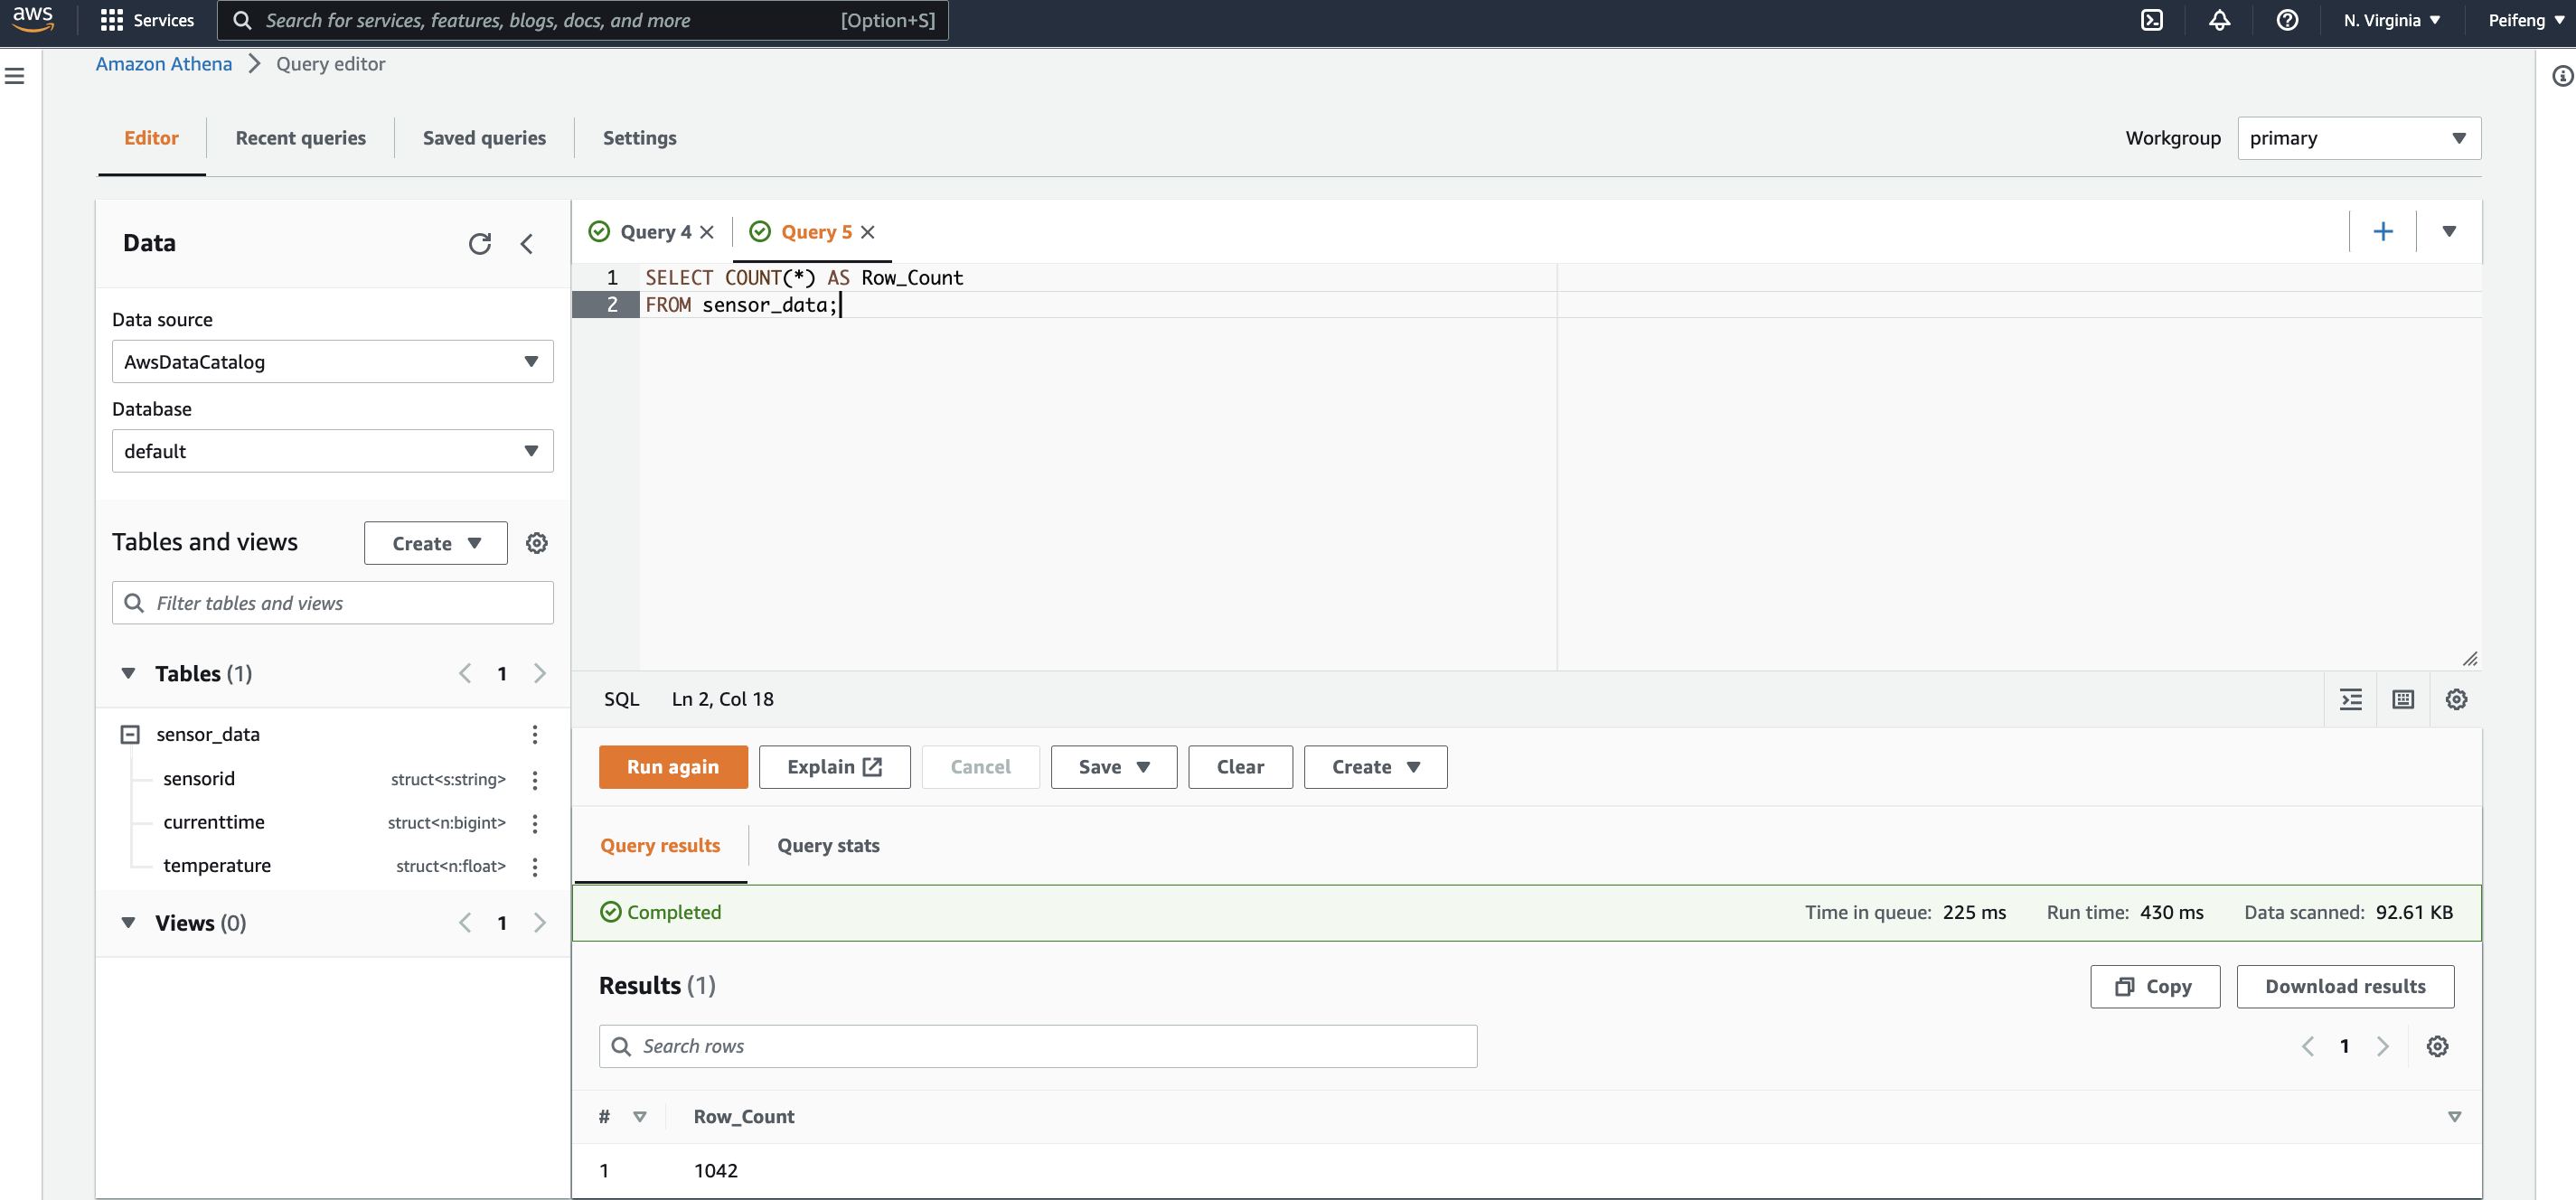 aws Services Search for services, features, blogs, docs, and more [Option+S] N. Virginia Peifeng
Amazon Athena Query editor
Editor Recent queries Saved queries Settings Workgroup primary
Data
Data source
AwsDataCatalog
Database
default
Tables and views Create
Filter tables and views
Tables (1) 1
sensor_data
sensorid struct<s:string>
currenttime struct<n:bigint>
temperature struct<n:float>
Views (0) 1
Query 4 Query 5
1 SELECT COUNT(*) AS Row_Count
2 FROM sensor_data;
SQL Ln 2, Col 18
Run again Explain Cancel Save Clear Create
Query results Query stats
Completed Time in queue: 225 ms Run time: 430 ms Data scanned: 92.61 KB
Results (1) Copy Download results
Search rows 1
# Row_Count
1 1042